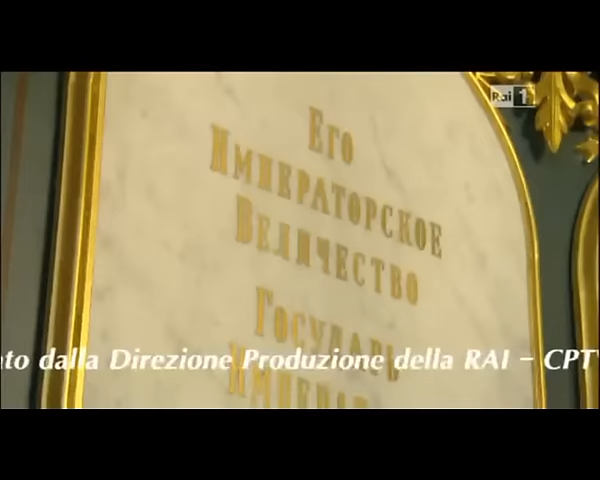 Rai 1
Его
Императорское
Величество
Государь
ato dalla Direzione Produzione della RAI – CPT